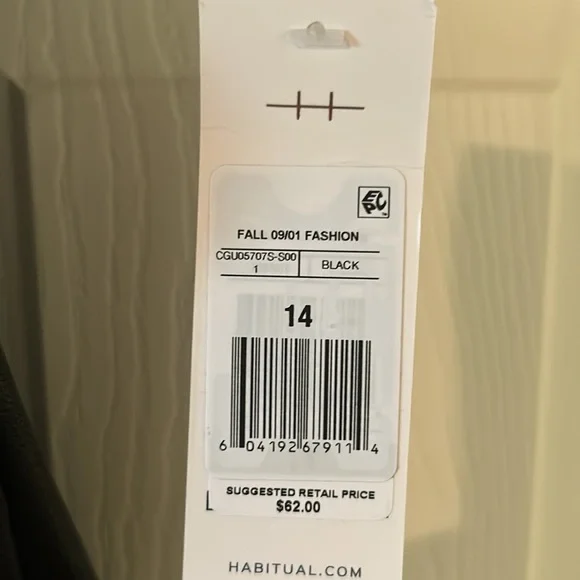 EPC
FALL 09/01 FASHION
CGU05707S-S00
1
BLACK
14
6 04192 67911 4
SUGGESTED RETAIL PRICE
$62.00
HABITUAL.COM